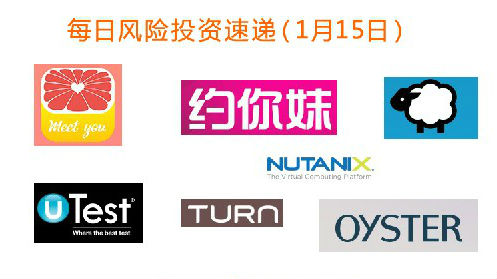 每日风险投资速递(1月15日)
Meet you
约你妹
NUTANIX.
The Virtual Computing Platform
uTest
Where the best test
TURN
OYSTER